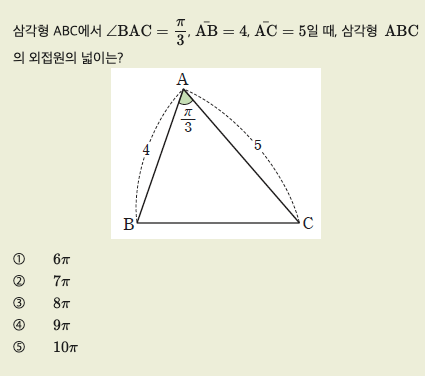 삼각형 ABC에서 ∠BAC = π/3, A̅B̅ = 4, A̅C̅ = 5일 때, 삼각형 ABC
의 외접원의 넓이는?
A
π/3
4
5
B
C
① 6π
② 7π
③ 8π
④ 9π
⑤ 10π